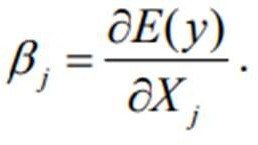 β_j = ∂E(y) / ∂X_j .